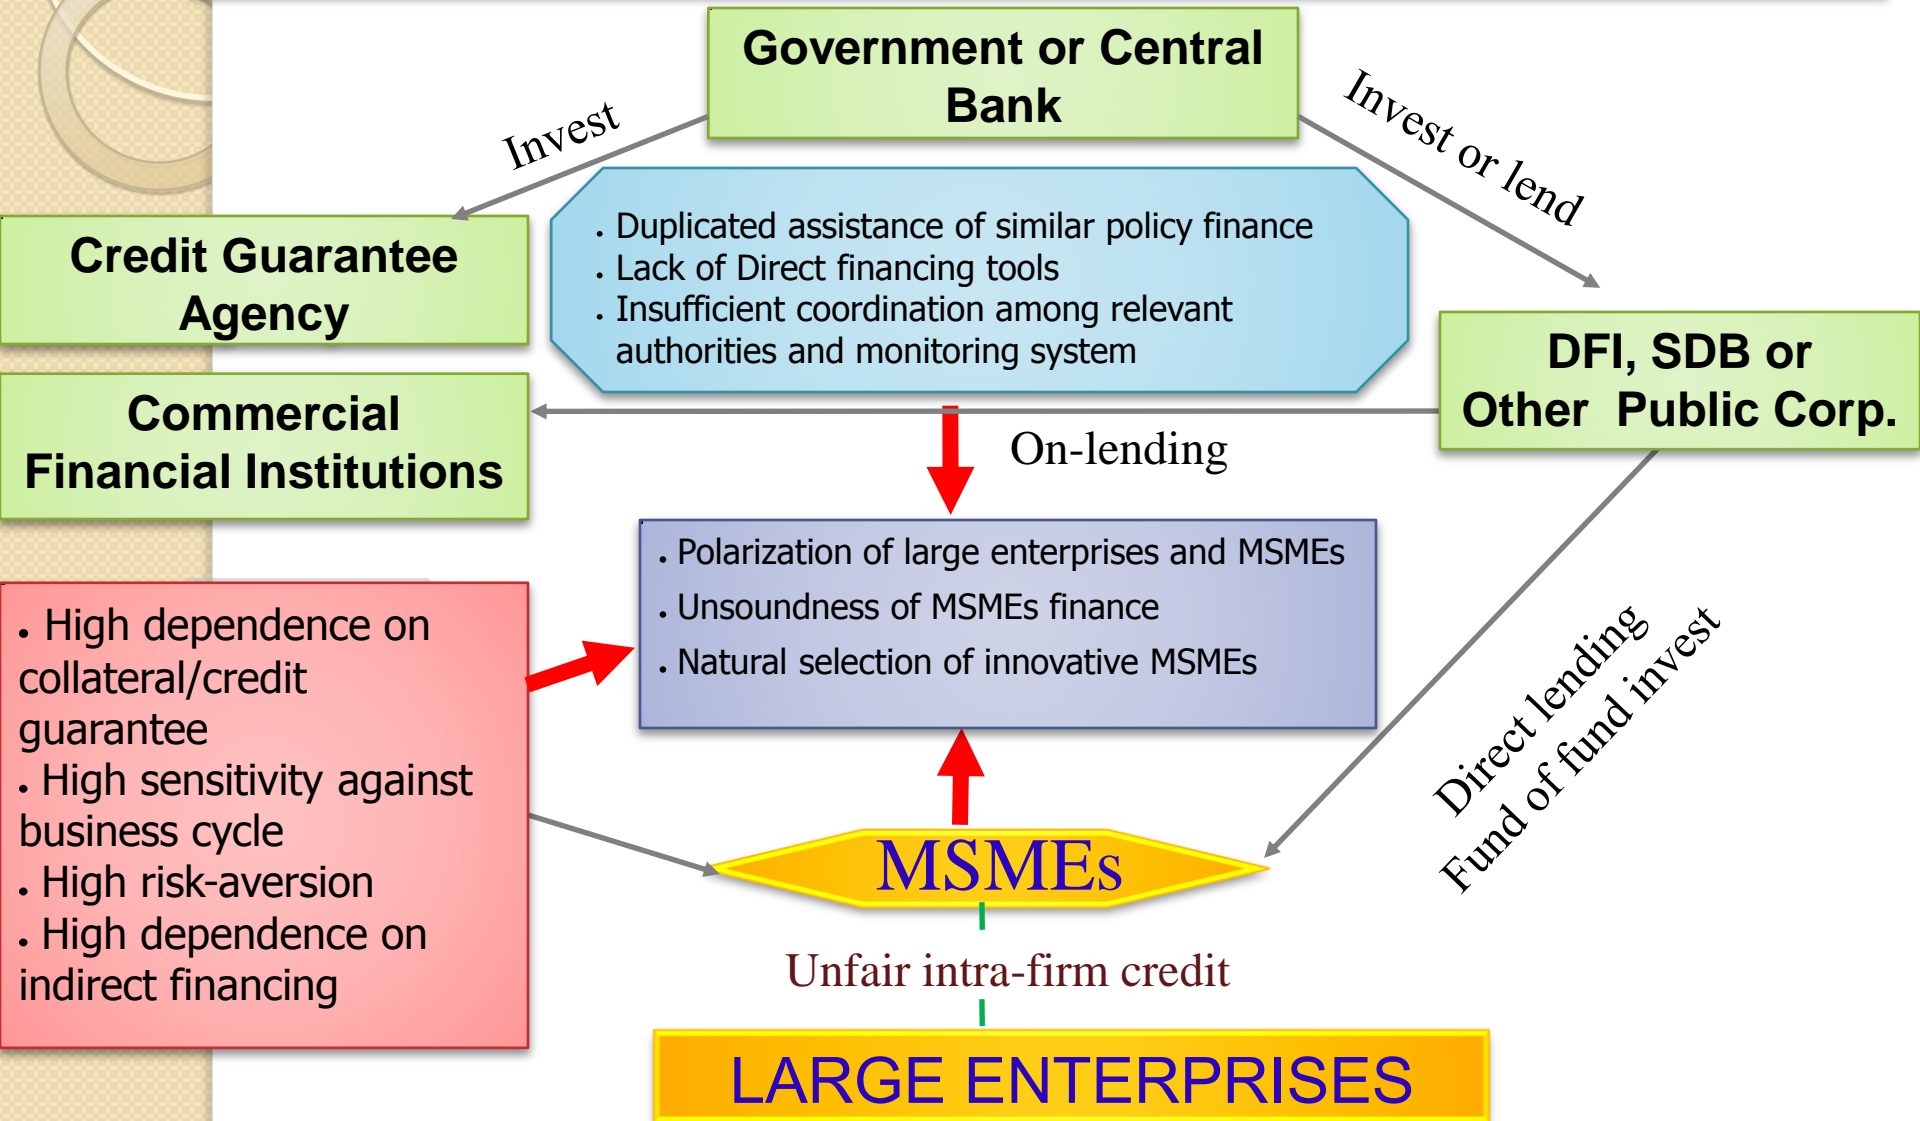 Government or Central
Bank
Invest
Invest or lend
Credit Guarantee
Agency
. Duplicated assistance of similar policy finance
. Lack of Direct financing tools
. Insufficient coordination among relevant
authorities and monitoring system
DFI, SDB or
Other Public Corp.
Commercial
Financial Institutions
On-lending
. Polarization of large enterprises and MSMEs
. Unsoundness of MSMEs finance
. Natural selection of innovative MSMEs
. High dependence on
collateral/credit
guarantee
. High sensitivity against
business cycle
. High risk-aversion
. High dependence on
indirect financing
Direct lending
Fund of fund invest
MSMEs
Unfair intra-firm credit
LARGE ENTERPRISES